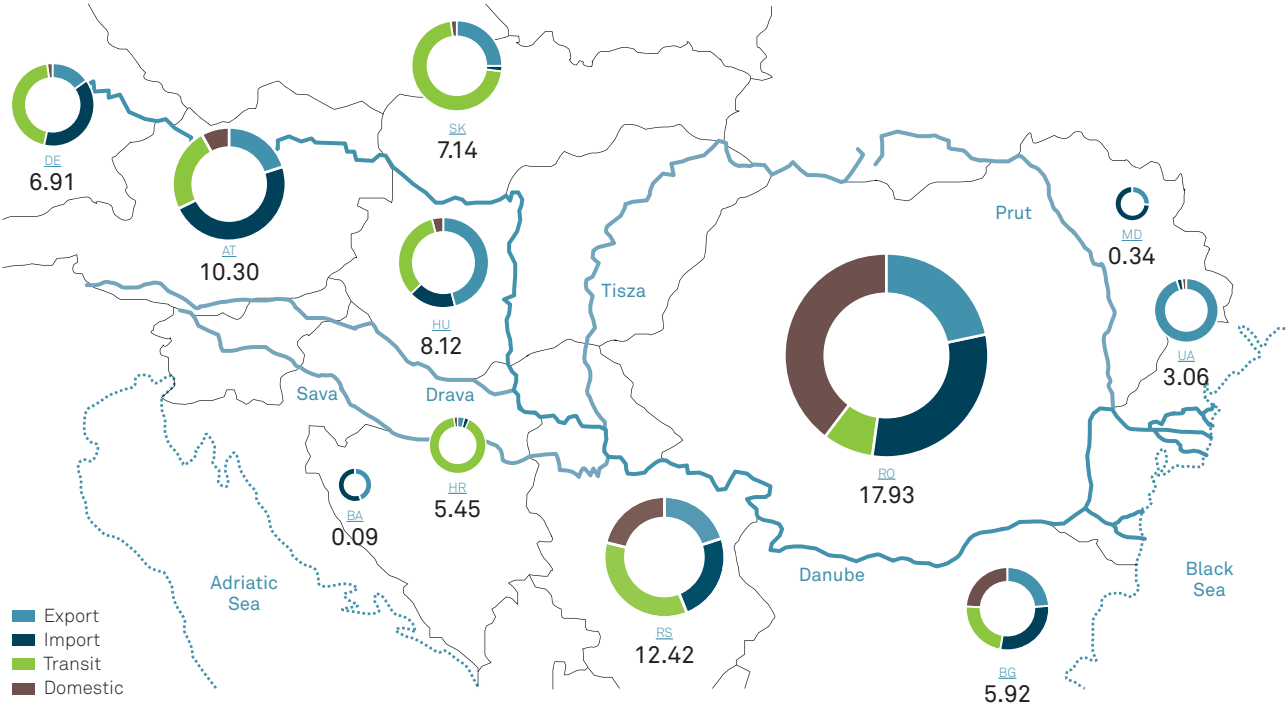 SK
7.14
DE
6.91
Prut
MD
0.34
AT
10.30
Tisza
HU
8.12
UA
3.06
Sava
Drava
RO
17.93
HR
5.45
BA
0.09
Danube
Adriatic
Sea
Black
Sea
Export
Import
Transit
Domestic
RS
12.42
BG
5.92